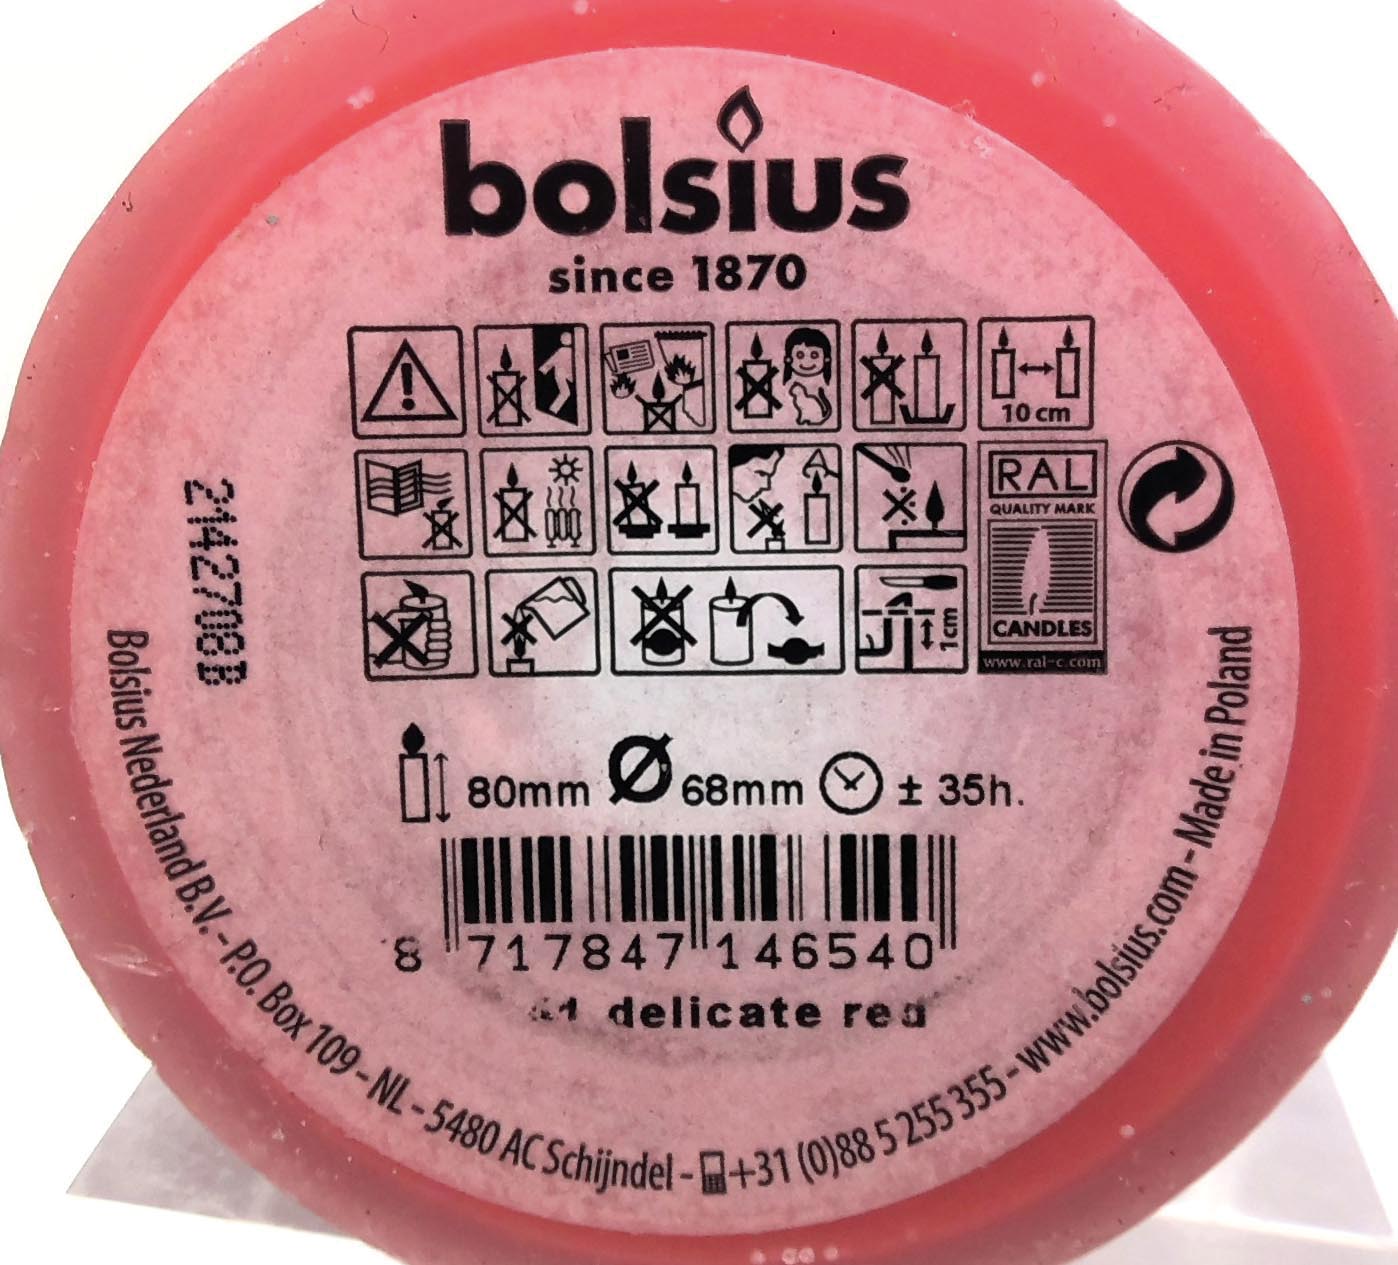 bolsius
since 1870
10 cm
RAL
QUALITY MARK
CANDLES
www.ral-c.com
1cm
2142708B
80mm Ø 68mm ± 35h.
8 717847 146540
delicate red
Bolsius Nederland B.V. - P.O. Box 109 - NL - 5480 AC Schijndel - +31 (0)88 5 255 355 - www.bolsius.com - Made in Poland